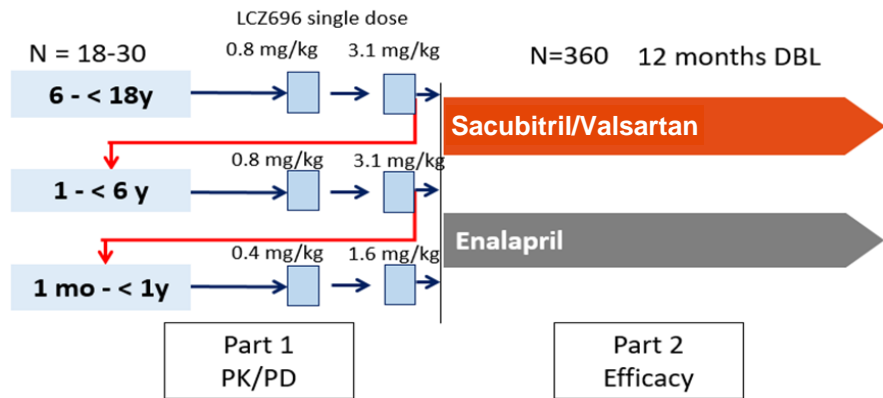 LCZ696 single dose
N = 18-30
0.8 mg/kg
3.1 mg/kg
N=360
12 months DBL
6 - < 18y
Sacubitril/Valsartan
0.8 mg/kg
3.1 mg/kg
1 - < 6 y
Enalapril
0.4 mg/kg
1.6 mg/kg
1 mo - < 1y
Part 1
PK/PD
Part 2
Efficacy